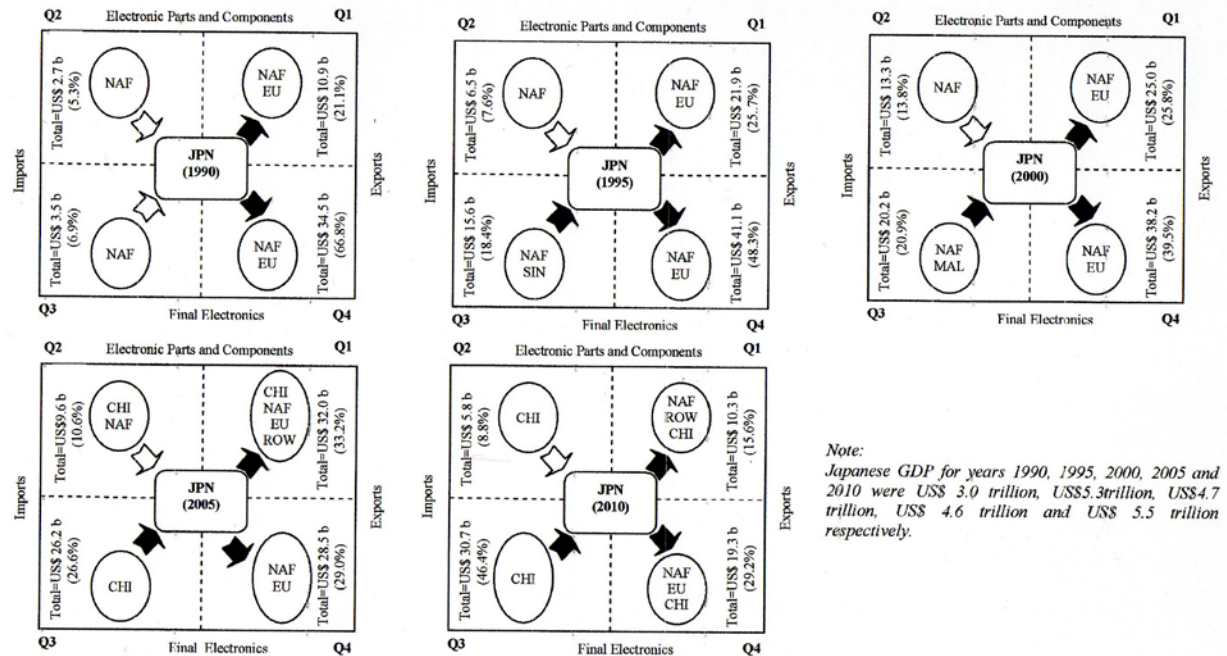 Q2 Electronic Parts and Components Q1
Imports
Total=US$ 2.7 b
(5.3%)
NAF
NAF
EU
Total=US$ 10.9 b
(21.1%)
JPN
(1990)
Total=US$ 3.5 b
(6.9%)
NAF
NAF
EU
Total=US$ 34.5 b
(66.8%)
Exports
Q3 Final Electronics Q4
Q2 Electronic Parts and Components Q1
Imports
Total=US$ 6.5 b
(7.6%)
NAF
NAF
EU
Total=US$ 21.9 b
(25..7%)
JPN
(1995)
Total=US$ 15.6 b
(18.4%)
NAF
SIN
NAF
EU
Total=US$ 41.1 b
(48.3%)
Exports
Q3 Final Electronics Q4
Q2 Electronic Parts and Components Q1
Imports
Total=US$ 13.3 b
(13.8%)
NAF
NAF
EU
Total=US$ 25.0 b
(25.8%)
JPN
(2000)
Total=US$ 20.2 b
(20.9%)
NAF
MAL
NAF
EU
Total=US$ 38.2 b
(39.5%)
Exports
Q3 Final Electronics Q4
Q2 Electronic Parts and Components Q1
Imports
Total=US$9.6 b
(10.6%)
CHI
NAF
CHI
NAF
EU
ROW
Total=US$ 32.0 b
(33.2%)
JPN
(2005)
Total=US$ 26.2 b
(26.6%)
CHI
NAF
EU
Total=US$ 28.5 b
(29.0%)
Exports
Q3 Final Electronics Q4
Q2 Electronic Parts and Components Q1
Imports
Total=US$ 5.8 b
(8.8%)
CHI
NAF
ROW
CHI
Total=US$ 10.3 b
(15.6%)
JPN
(2010)
Total=US$ 30.7 b
(46.4%)
CHI
NAF
EU
CHI
Total=US$ 19.3 b
(29.2%)
Exports
Q3 Final Electronics Q4
Note:
Japanese GDP for years 1990, 1995, 2000, 2005 and
2010 were US$ 3.0 trillion, US$5.3trillion, US$4.7
trillion, US$ 4.6 trillion and US$ 5.5 trillion
respectively.